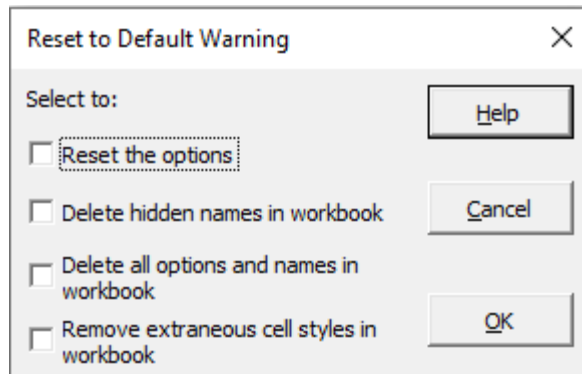 Reset to Default Warning
Select to:
Help
Reset the options
Delete hidden names in workbook
Cancel
Delete all options and names in
workbook
OK
Remove extraneous cell styles in
workbook